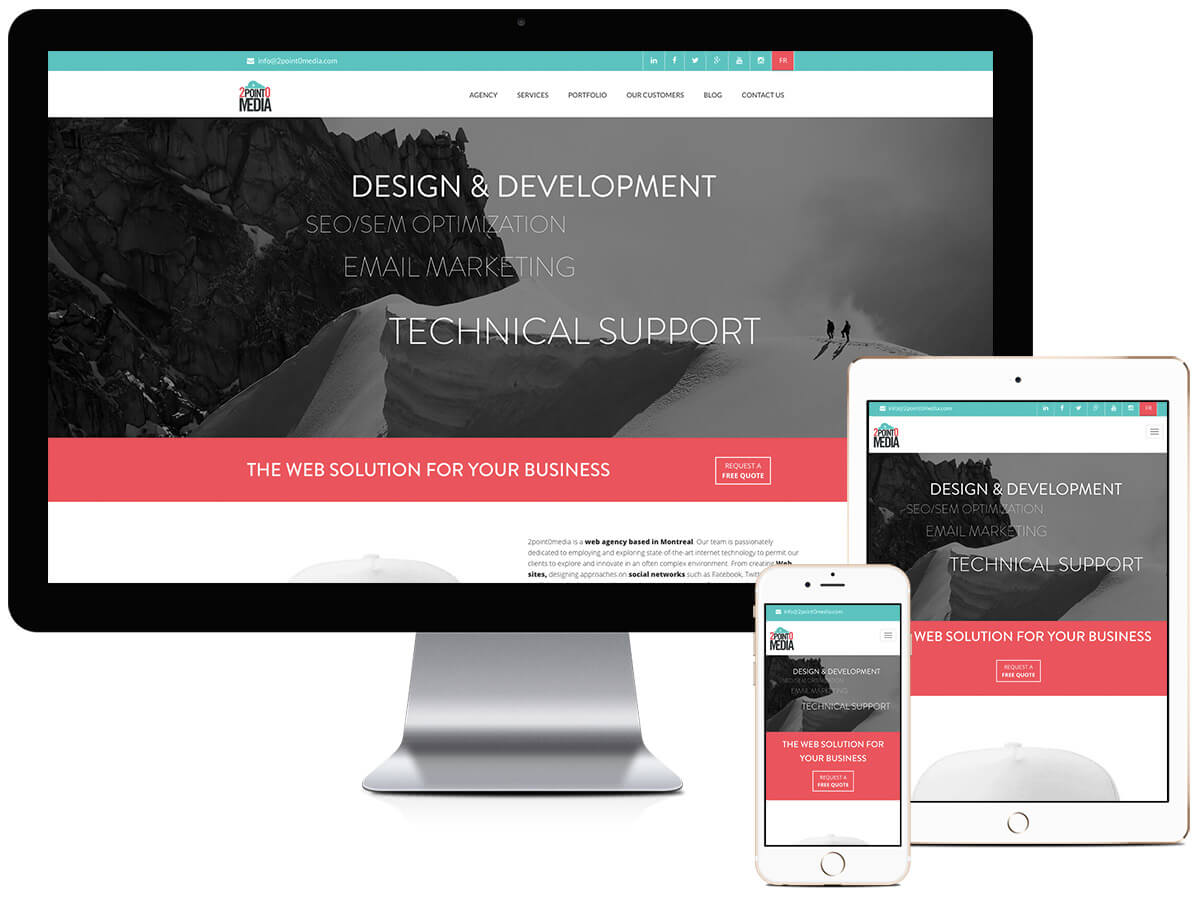 info@2point0media.com
FR
2POINT0
MEDIA
AGENCY SERVICES PORTFOLIO OUR CUSTOMERS BLOG CONTACT US
DESIGN & DEVELOPMENT
SEO/SEM OPTIMIZATION
EMAIL MARKETING
TECHNICAL SUPPORT
THE WEB SOLUTION FOR YOUR BUSINESS
REQUEST A
FREE QUOTE
2point0media is a web agency based in Montreal. Our team is passionately
dedicated to employing and exploring state-of-the-art internet technology to permit our
clients to explore and innovate in an often complex environment. From creating Web
sites, designing approaches on social networks such as Facebook, Twitt
info@2point0media.com
FR
2POINT0
MEDIA
DESIGN & DEVELOPMENT
SEO/SEM OPTIMIZATION
EMAIL MARKETING
TECHNICAL SUPPORT
WEB SOLUTION FOR YOUR BUSINESS
REQUEST A
FREE QUOTE
info@2point0media.com
2POINT0
MEDIA
DESIGN & DEVELOPMENT
SEO/SEM OPTIMIZATION
EMAIL MARKETING
TECHNICAL SUPPORT
THE WEB SOLUTION FOR
YOUR BUSINESS
REQUEST A
FREE QUOTE